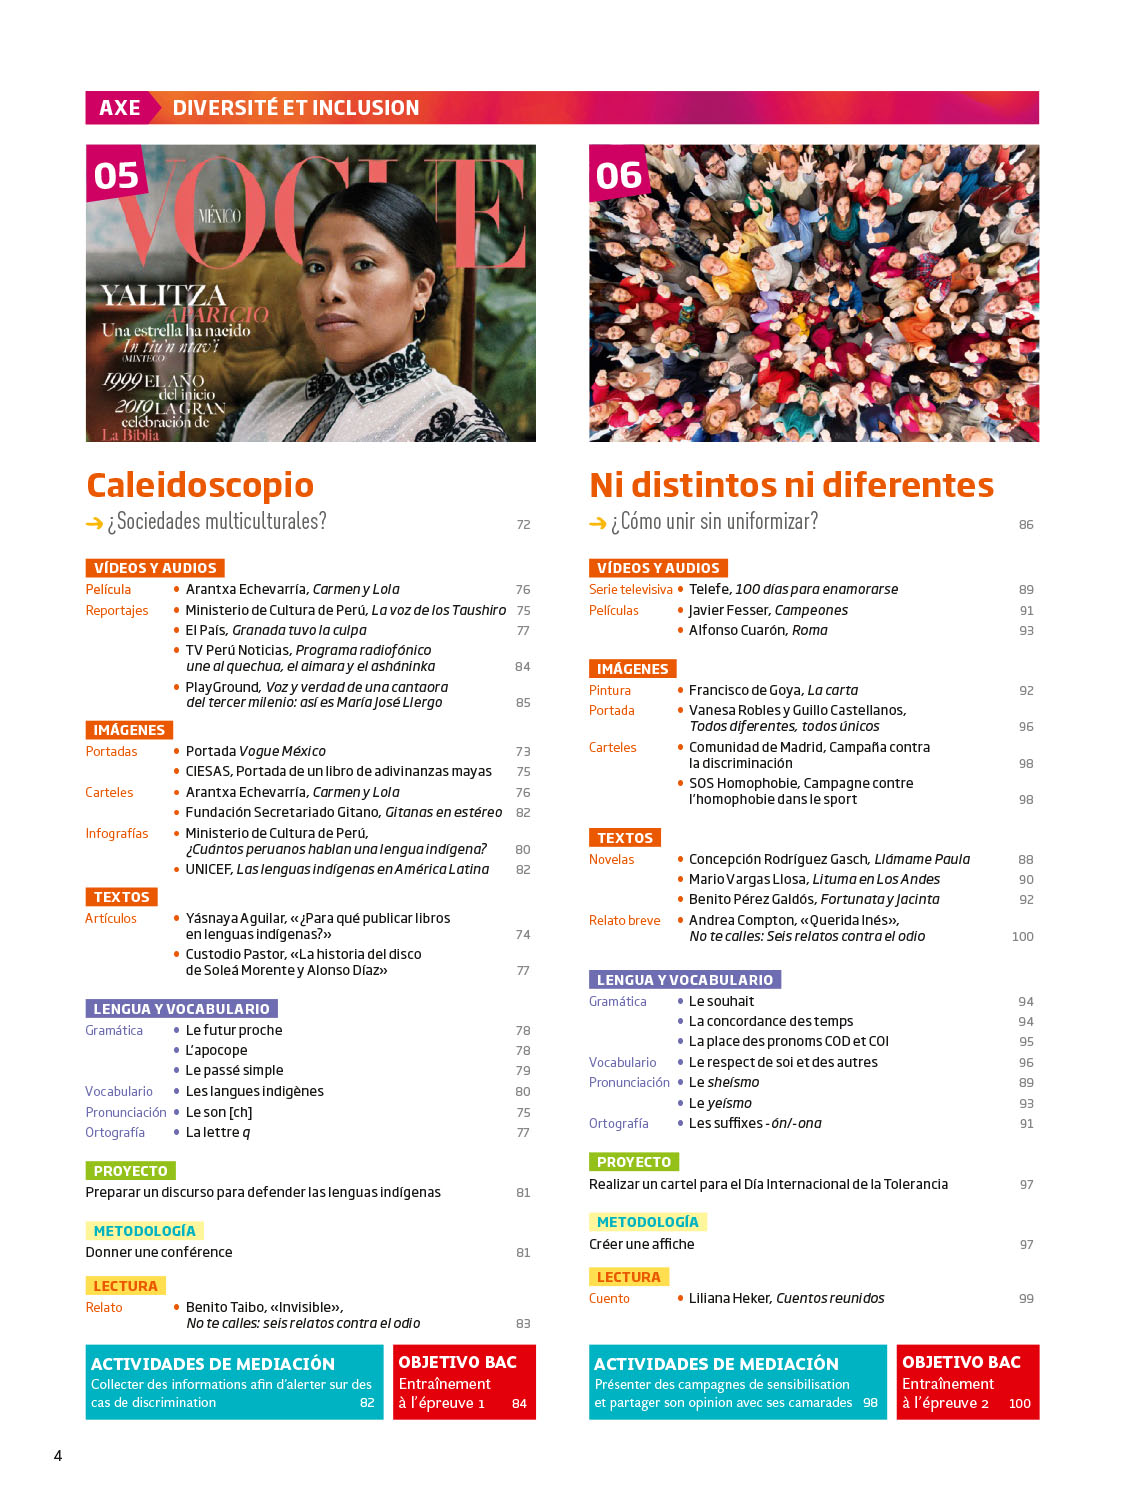 AXE DIVERSITÉ ET INCLUSION
05
VOGUE
MÉXICO
YALITZA
APARICIO
Una estrella ha nacido
In tiu'n ntav'i
(MIXTECO)
1999 EL AÑO
del inicio
2019 LA GRAN
celebración de
La Biblia
Caleidoscopio
¿Sociedades multiculturales? 72
VÍDEOS Y AUDIOS
Película • Arantxa Echevarría, Carmen y Lola 76
Reportajes • Ministerio de Cultura de Perú, La voz de los Taushiro 75
• El País, Granada tuvo la culpa 77
• TV Perú Noticias, Programa radiofónico
une al quechua, el aimara y el asháninka 84
• PlayGround, Voz y verdad de una cantaora
del tercer milenio: así es María José Llergo 85
IMÁGENES
Portadas • Portada Vogue México 73
• CIESAS, Portada de un libro de adivinanzas mayas 75
Carteles • Arantxa Echevarría, Carmen y Lola 76
• Fundación Secretariado Gitano, Gitanas en estéreo 82
Infografías • Ministerio de Cultura de Perú,
¿Cuántos peruanos hablan una lengua indígena? 80
• UNICEF, Las lenguas indígenas en América Latina 82
TEXTOS
Artículos • Yásnaya Aguilar, «¿Para qué publicar libros
en lenguas indígenas?» 74
• Custodio Pastor, «La historia del disco
de Soleá Morente y Alonso Díaz» 77
LENGUA Y VOCABULARIO
Gramática • Le futur proche 78
• L'apocope 78
• Le passé simple 79
Vocabulario • Les langues indigènes 80
Pronunciación • Le son [ch] 75
Ortografía • La lettre q 77
PROYECTO
Preparar un discurso para defender las lenguas indígenas 81
METODOLOGÍA
Donner une conférence 81
LECTURA
Relato • Benito Taibo, «Invisible»,
No te calles: seis relatos contra el odio 83
ACTIVIDADES DE MEDIACIÓN
Collecter des informations afin d'alerter sur des
cas de discrimination 82
OBJETIVO BAC
Entraînement
à l'épreuve 1 84
06
Ni distintos ni diferentes
¿Cómo unir sin uniformizar? 86
VÍDEOS Y AUDIOS
Serie televisiva • Telefe, 100 días para enamorarse 89
Películas • Javier Fesser, Campeones 91
• Alfonso Cuarón, Roma 93
IMÁGENES
Pintura • Francisco de Goya, La carta 92
Portada • Vanesa Robles y Guillo Castellanos,
Todos diferentes, todos únicos 96
Carteles • Comunidad de Madrid, Campaña contra
la discriminación 98
• SOS Homophobie, Campagne contre
l'homophobie dans le sport 98
TEXTOS
Novelas • Concepción Rodríguez Gasch, Llámame Paula 88
• Mario Vargas Llosa, Lituma en Los Andes 90
• Benito Pérez Galdós, Fortunata y Jacinta 92
Relato breve • Andrea Compton, «Querida Inés»,
No te calles: Seis relatos contra el odio 100
LENGUA Y VOCABULARIO
Gramática • Le souhait 94
• La concordance des temps 94
• La place des pronoms COD et COI 95
Vocabulario • Le respect de soi et des autres 96
Pronunciación • Le sheísmo 89
• Le yeísmo 93
Ortografía • Les suffixes -ón/-ona 91
PROYECTO
Realizar un cartel para el Día Internacional de la Tolerancia 97
METODOLOGÍA
Créer une affiche 97
LECTURA
Cuento • Liliana Heker, Cuentos reunidos 99
ACTIVIDADES DE MEDIACIÓN
Présenter des campagnes de sensibilisation
et partager son opinion avec ses camarades 98
OBJETIVO BAC
Entraînement
à l'épreuve 2 100
4